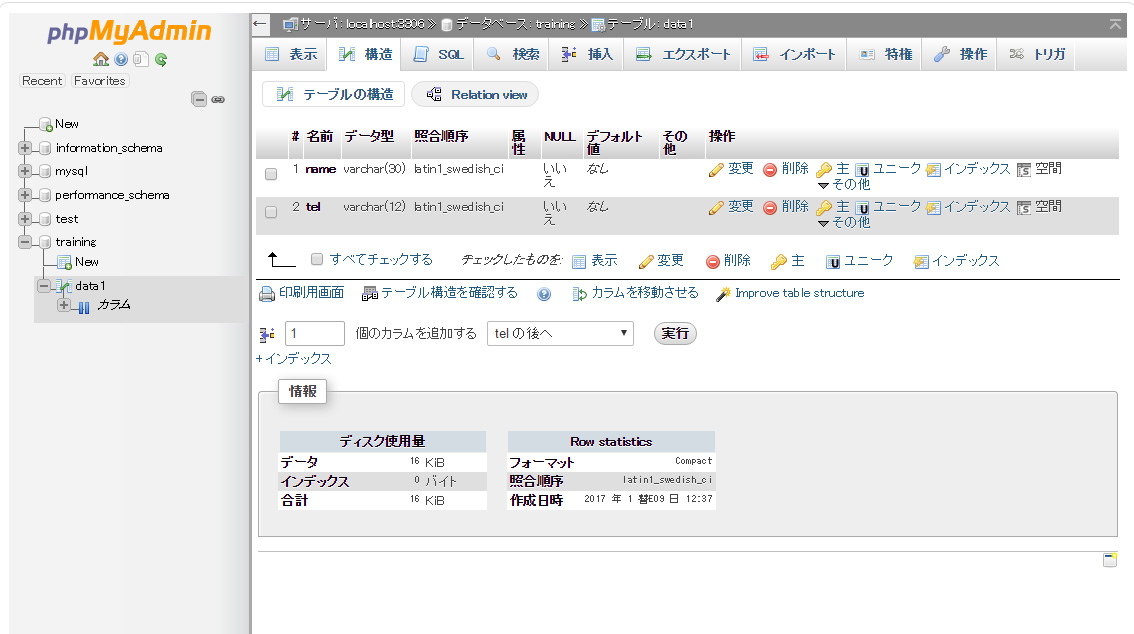 phpMyAdmin
Recent Favorites
New
information_schema
mysql
performance_schema
test
training
New
data1
カラム
サーバ: localhost:3306 » データベース: training » テーブル: data1
表示 構造 SQL 検索 挿入 エクスポート インポート 特権 操作 トリガ
テーブルの構造 Relation view
# 名前 データ型 照合順序 属性 NULL デフォルト値 その他 操作
1 name varchar(30) latin1_swedish_ci いいえ なし 変更 削除 主 ユニーク インデックス 空間
その他
2 tel varchar(12) latin1_swedish_ci いいえ なし 変更 削除 主 ユニーク インデックス 空間
その他
すべてチェックする チェックしたものを: 表示 変更 削除 主 ユニーク インデックス
印刷用画面 テーブル構造を確認する カラムを移動させる Improve table structure
1 個のカラムを追加する tel の後へ 実行
+ インデックス
情報
ディスク使用量
データ 16 KiB
インデックス 0 バイト
合計 16 KiB
Row statistics
フォーマット Compact
照合順序 latin1_swedish_ci
作成日時 2017 年 1 09 日 12:37